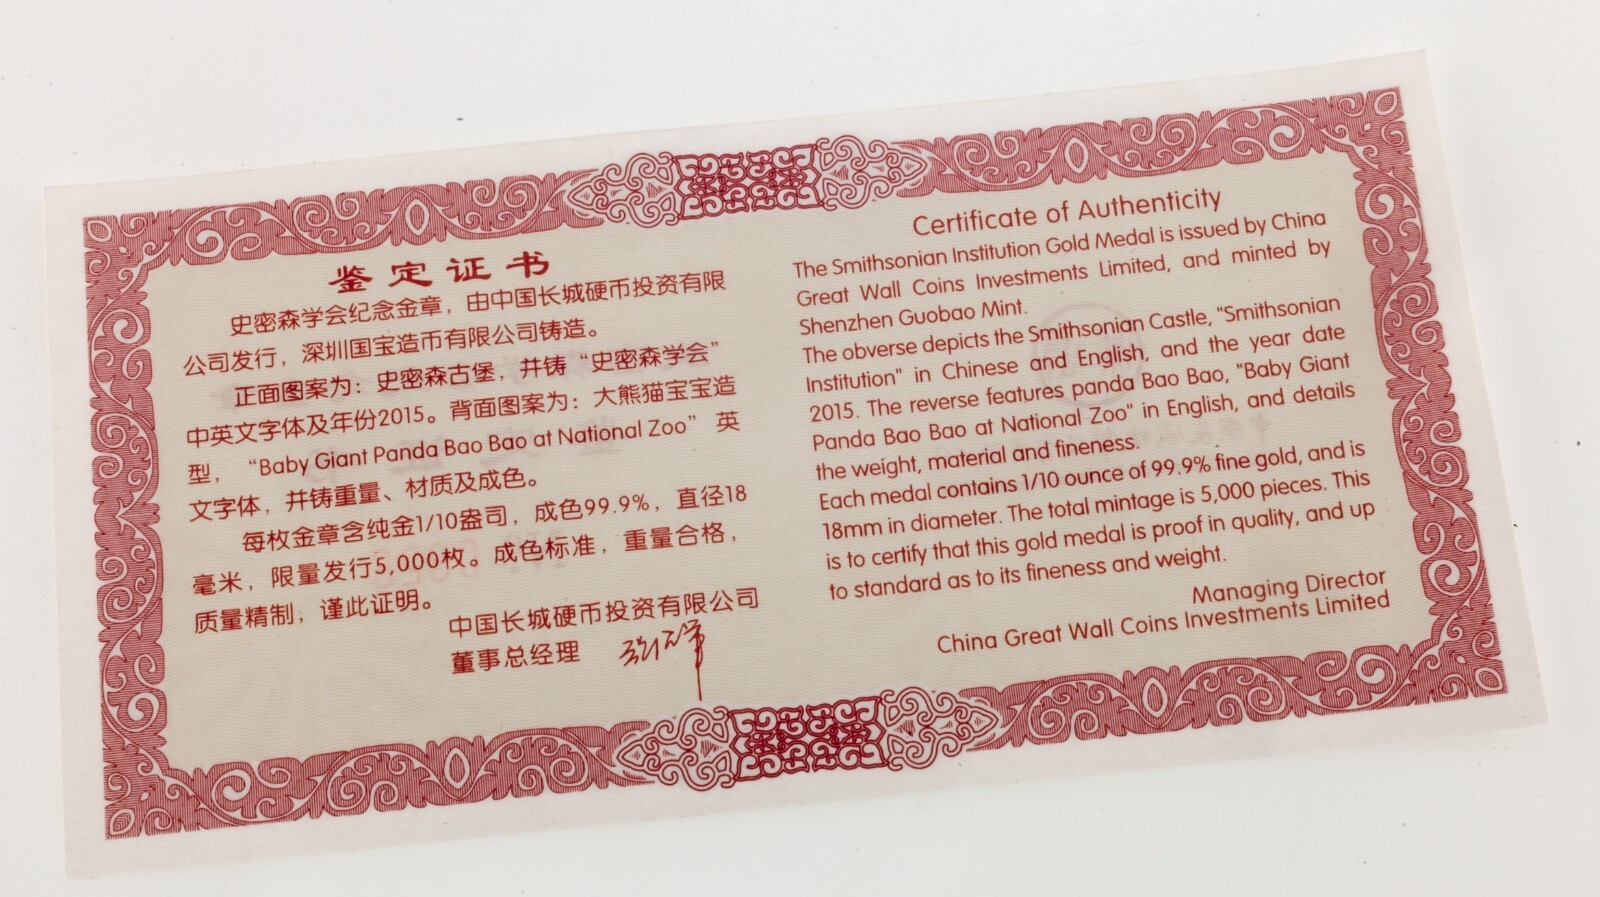 鉴定证书
史密森学会纪念金章，由中国长城硬币投资有限
公司发行，深圳国宝造币有限公司铸造。
正面图案为：史密森古堡，并铸“史密森学会”
中英文字体及年份2015。背面图案为：大熊猫宝宝造
型，“Baby Giant Panda Bao Bao at National Zoo” 英
文字体，并铸重量、材质及成色。
每枚金章含纯金1/10盎司，成色99.9%，直径18
毫米，限量发行5,000枚。成色标准，重量合格，
质量精制，谨此证明。
中国长城硬币投资有限公司
董事总经理
Certificate of Authenticity
The Smithsonian Institution Gold Medal is issued by China
Great Wall Coins Investments Limited, and minted by
Shenzhen Guobao Mint.
The obverse depicts the Smithsonian Castle, "Smithsonian
Institution" in Chinese and English, and the year date
2015. The reverse features panda Bao Bao, "Baby Giant
Panda Bao Bao at National Zoo" in English, and details
the weight, material and fineness.
Each medal contains 1/10 ounce of 99.9% fine gold, and is
18mm in diameter. The total mintage is 5,000 pieces. This
is to certify that this gold medal is proof in quality, and up
to standard as to its fineness and weight.
Managing Director
China Great Wall Coins Investments Limited